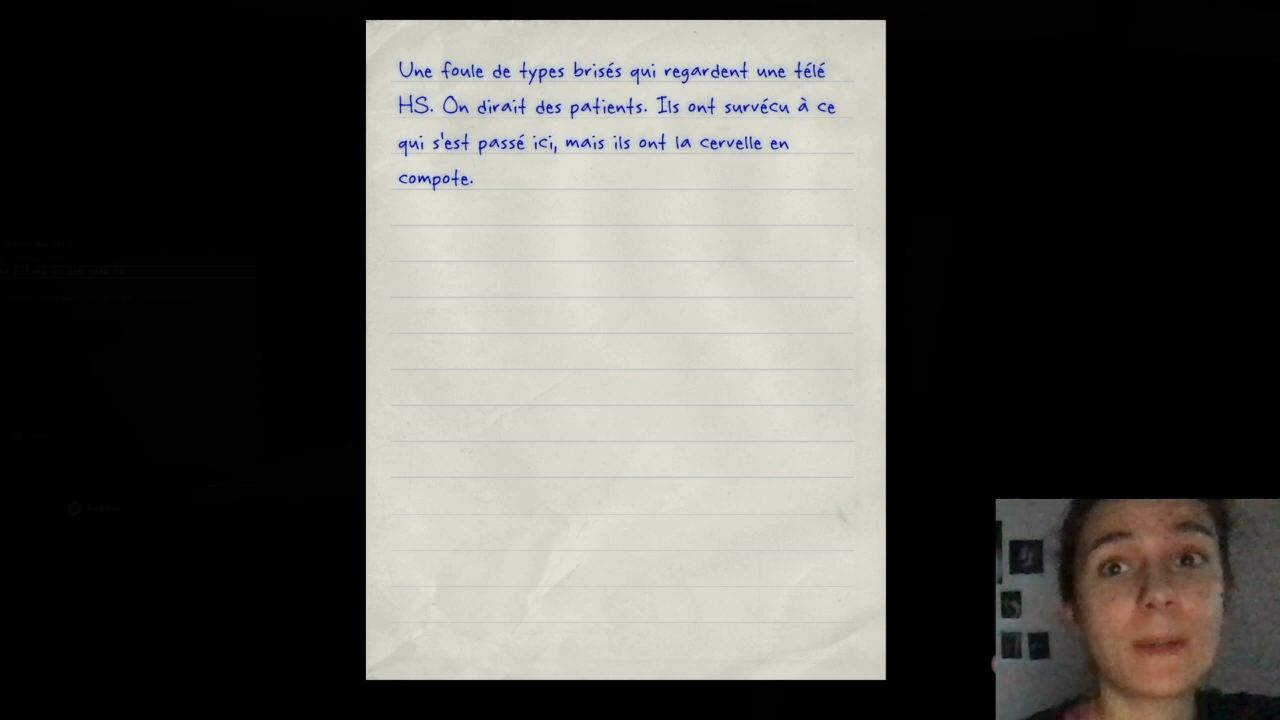 Une foule de types brisés qui regardent une télé
HS. On dirait des patients. Ils ont survécu à ce
qui s'est passé ici, mais ils ont la cervelle en
compote.